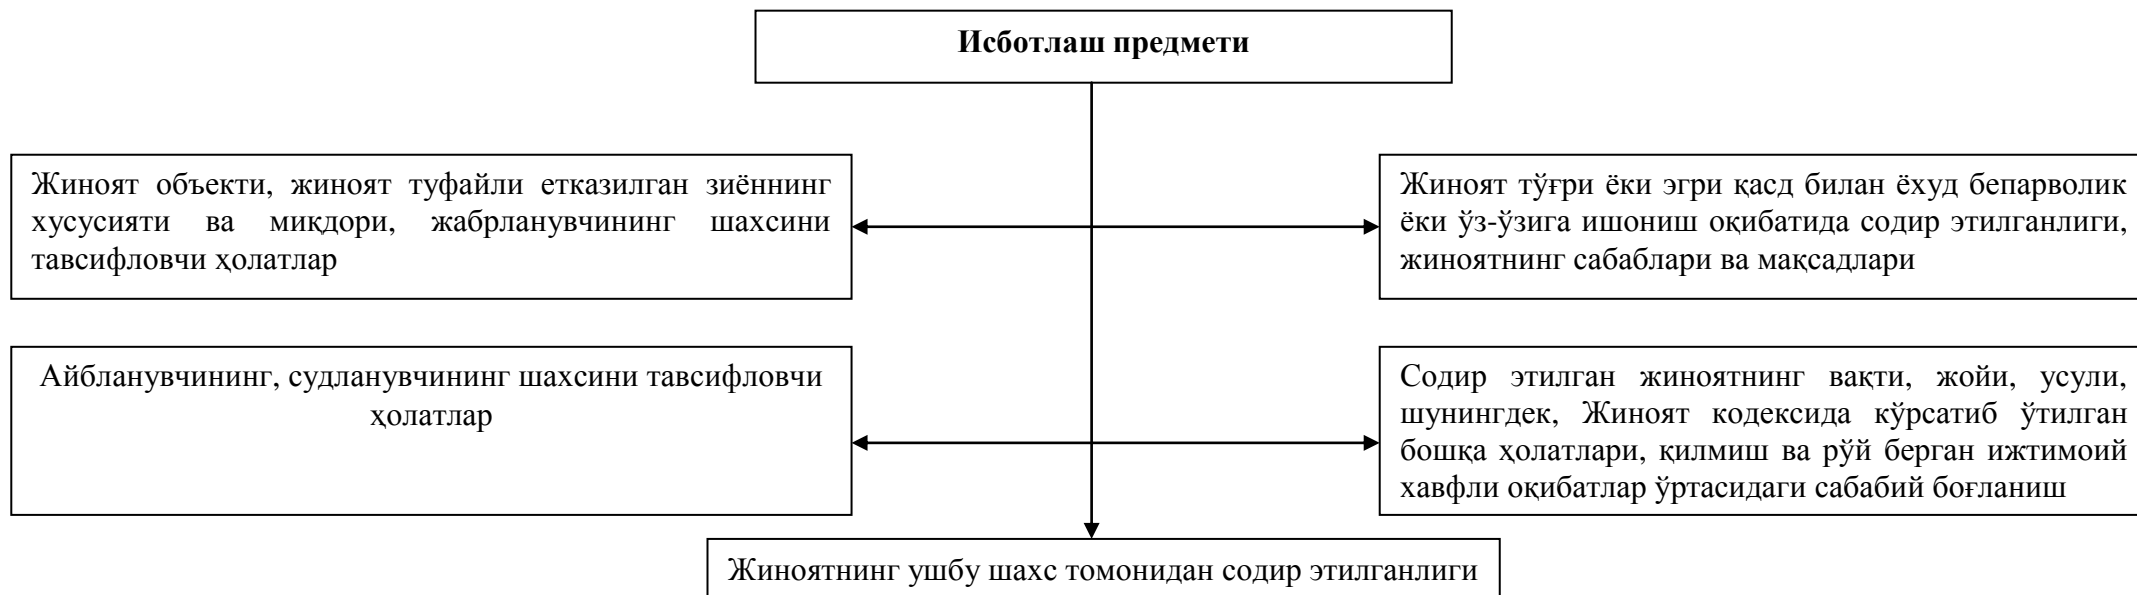 Исботлаш предмети
Жиноят объекти, жиноят туфайли етказилган зиённинг
хусусияти ва миқдори, жабрланувчининг шахсини
тавсифловчи ҳолатлар
Жиноят тўғри ёки эгри қасд билан ёхуд бепарволик
ёки ўз-ўзига ишониш оқибатида содир этилганлиги,
жиноятнинг сабаблари ва мақсадлари
Айбланувчининг, судланувчининг шахсини тавсифловчи
ҳолатлар
Содир этилган жиноятнинг вақти, жойи, усули,
шунингдек, Жиноят кодексида кўрсатиб ўтилган
бошқа ҳолатлари, қилмиш ва рўй берган ижтимоий
хавфли оқибатлар ўртасидаги сабабий боғланиш
Жиноятнинг ушбу шахс томонидан содир этилганлиги